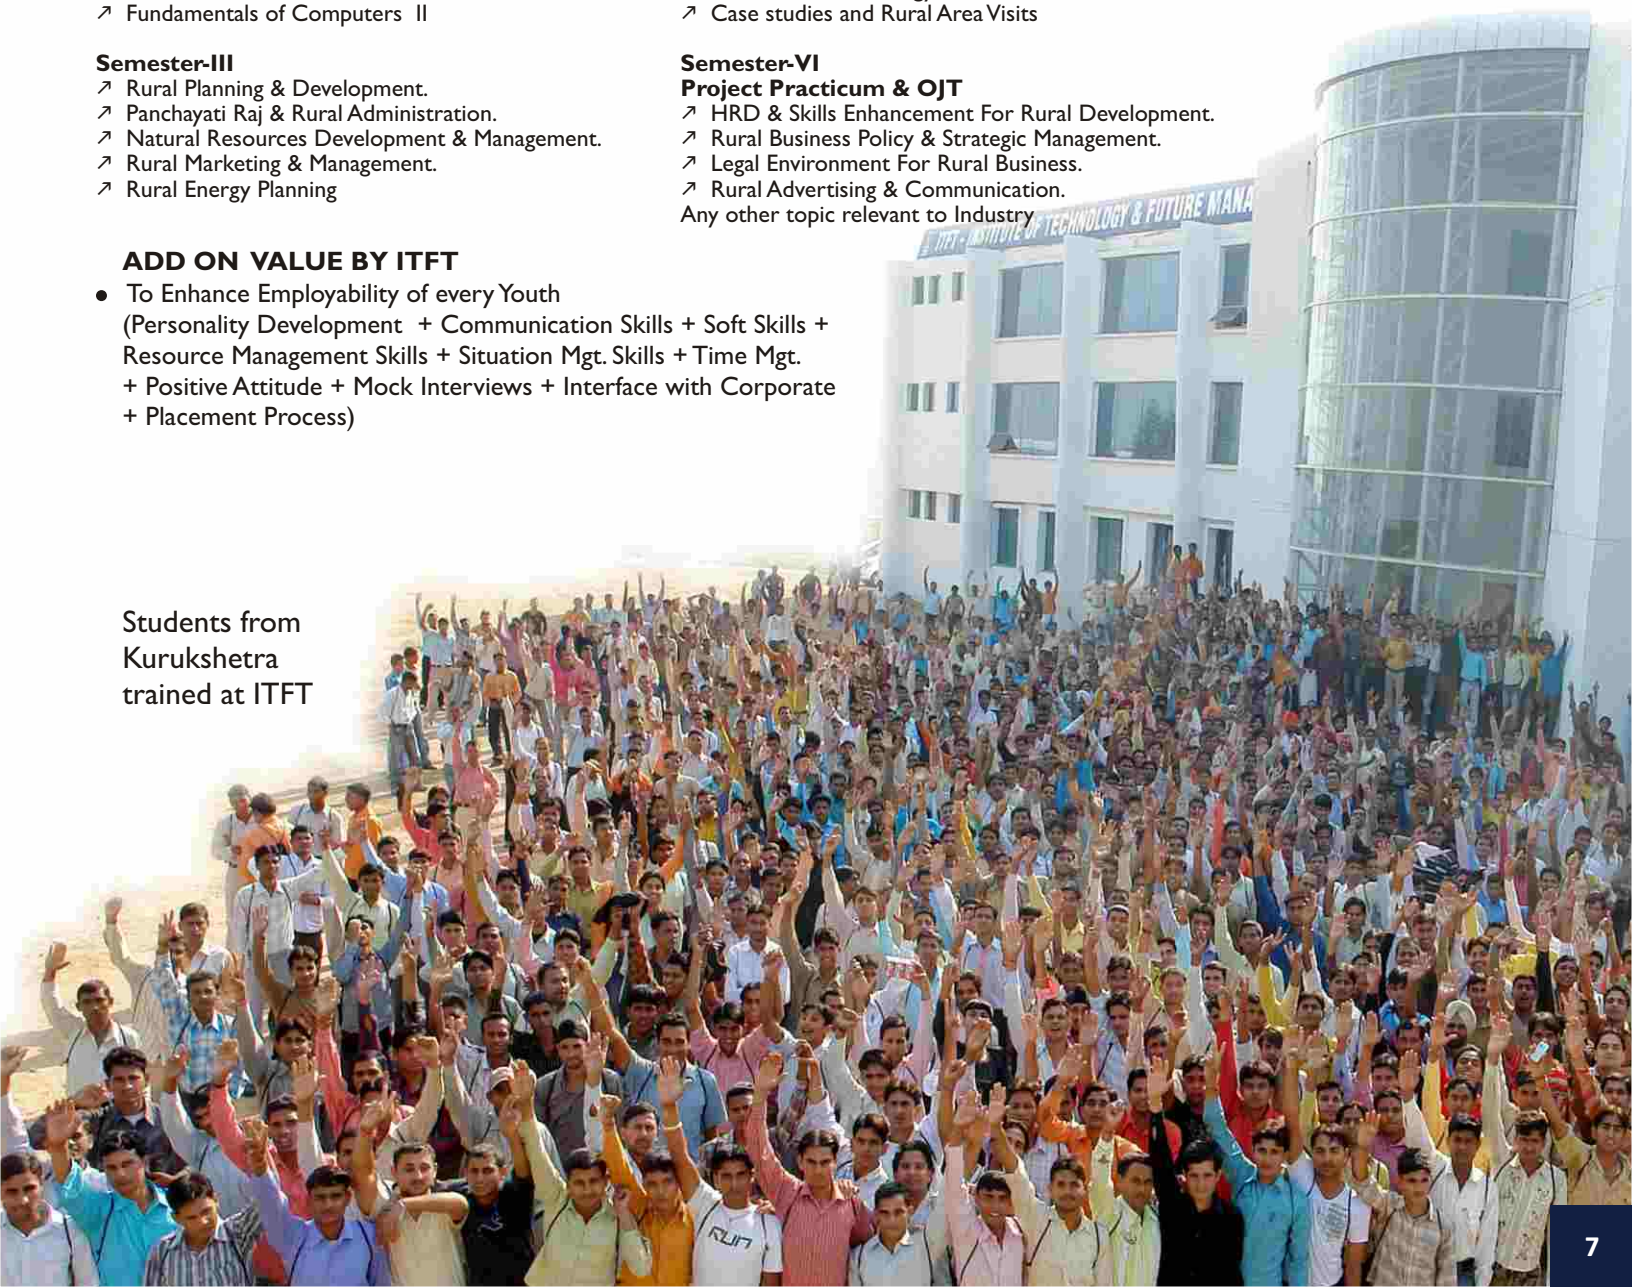 ↗ Fundamentals of Computers II
Semester-III
↗ Rural Planning & Development.
↗ Panchayati Raj & Rural Administration.
↗ Natural Resources Development & Management.
↗ Rural Marketing & Management.
↗ Rural Energy Planning
↗ Case studies and Rural Area Visits
Semester-VI
Project Practicum & OJT
↗ HRD & Skills Enhancement For Rural Development.
↗ Rural Business Policy & Strategic Management.
↗ Legal Environment For Rural Business.
↗ Rural Advertising & Communication.
Any other topic relevant to Industry
ITFT - INSTITUTE OF TECHNOLOGY & FUTURE MANA
ADD ON VALUE BY ITFT
● To Enhance Employability of every Youth
(Personality Development + Communication Skills + Soft Skills +
Resource Management Skills + Situation Mgt. Skills + Time Mgt.
+ Positive Attitude + Mock Interviews + Interface with Corporate
+ Placement Process)
Students from
Kurukshetra
trained at ITFT
RUN
7